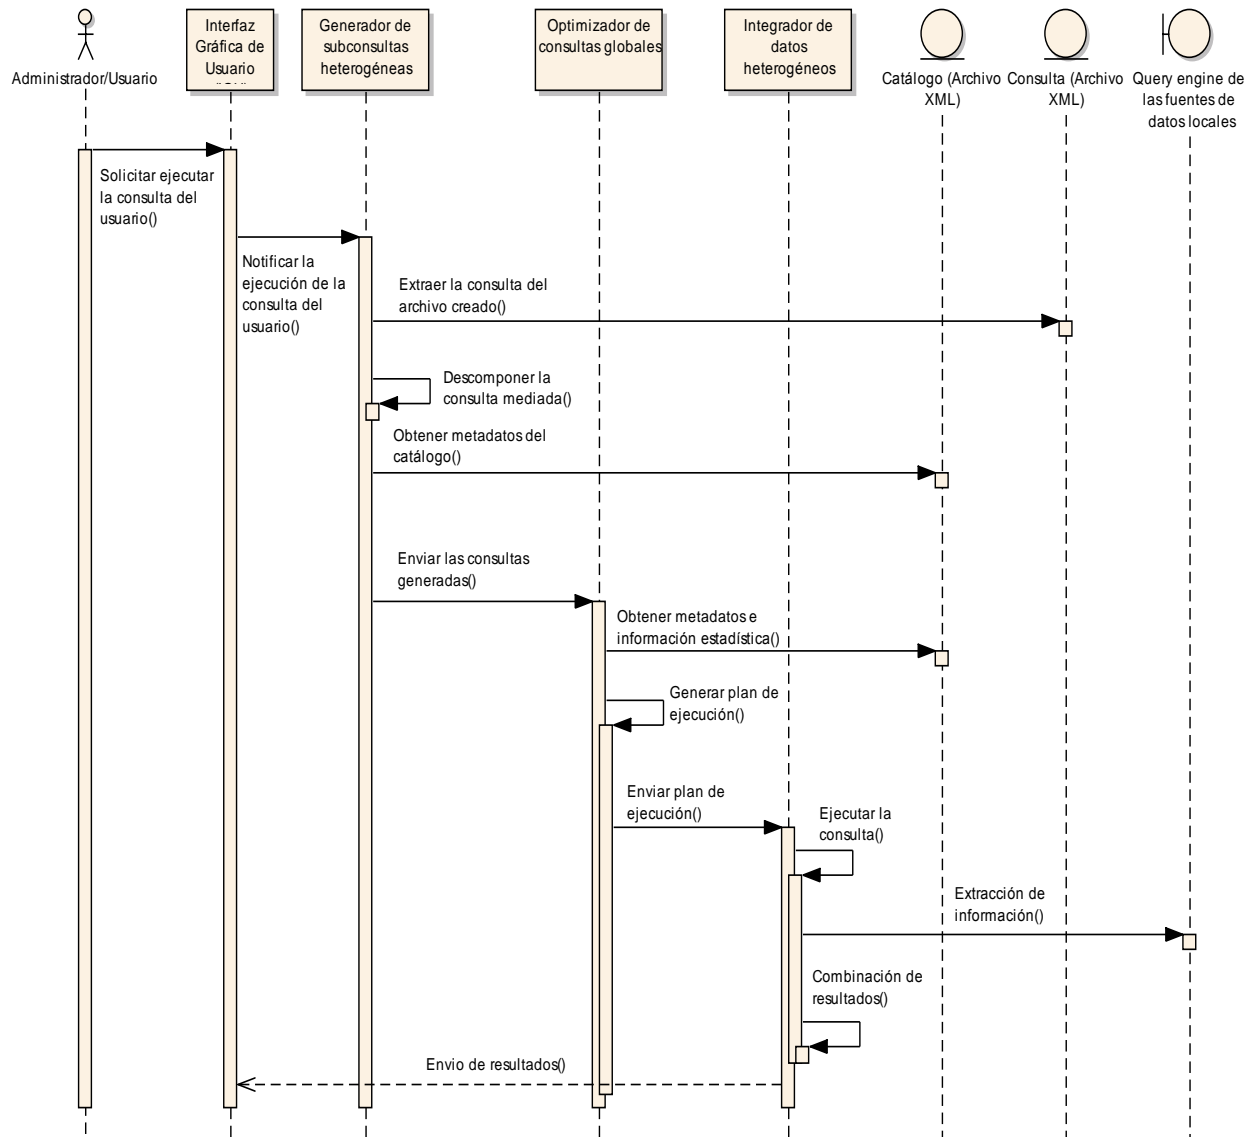 Administrador/Usuario
Interfaz
Gráfica de
Usuario
Generador de
subconsultas
heterogéneas
Optimizador de
consultas globales
Integrador de
datos
heterogéneos
Catálogo (Archivo
XML)
Consulta (Archivo
XML)
Query engine de
las fuentes de
datos locales
Solicitar ejecutar
la consulta del
usuario()
Notificar la
ejecución de la
consulta del
usuario()
Extraer la consulta del
archivo creado()
Descomponer la
consulta mediada()
Obtener metadatos del
catálogo()
Enviar las consultas
generadas()
Obtener metadatos e
información estadística()
Generar plan de
ejecución()
Enviar plan de
ejecución()
Ejecutar la
consulta()
Extracción de
información()
Combinación de
resultados()
Envio de resultados()